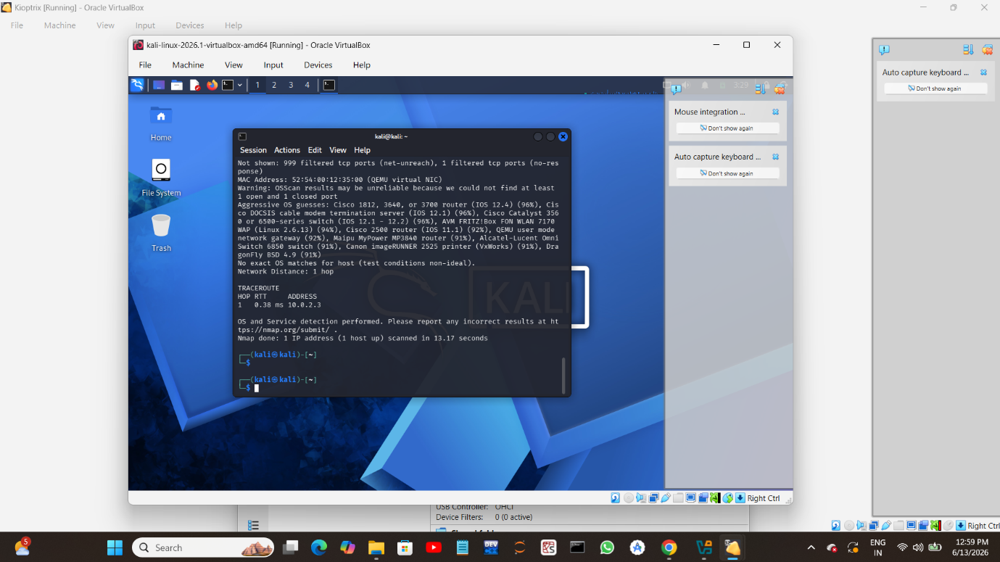 Kioptrix [Running] - Oracle VirtualBox
File Machine View Input Devices Help
kali-linux-2026.1-virtualbox-amd64 [Running] - Oracle VirtualBox
File Machine View Input Devices Help
1 2 3 4
3:29
Home
File System
Trash
kali@kali: ~
Session Actions Edit View Help
Not shown: 999 filtered tcp ports (net-unreach), 1 filtered tcp ports (no-res
ponse)
MAC Address: 52:54:00:12:35:00 (QEMU virtual NIC)
Warning: OSScan results may be unreliable because we could not find at least
1 open and 1 closed port
Aggressive OS guesses: Cisco 1812, 3640, or 3700 router (IOS 12.4) (96%), Cis
co DOCSIS cable modem termination server (IOS 12.1) (96%), Cisco Catalyst 356
0 or 6500-series switch (IOS 12.1 - 12.2) (96%), AVM FRITZ!Box FON WLAN 7170
WAP (Linux 2.6.13) (94%), Cisco 2500 router (IOS 11.1) (92%), QEMU user mode
network gateway (92%), Maipu MyPower MP3840 router (91%), Alcatel-Lucent Omni
Switch 6850 switch (91%), Canon imageRUNNER 2525 printer (VxWorks) (91%), Dra
gonFly BSD 4.9 (91%)
No exact OS matches for host (test conditions non-ideal).
Network Distance: 1 hop
TRACEROUTE
HOP RTT ADDRESS
1 0.38 ms 10.0.2.3
OS and Service detection performed. Please report any incorrect results at ht
tps://nmap.org/submit/ .
Nmap done: 1 IP address (1 host up) scanned in 13.17 seconds
(kali㉿kali)-[~]
$
(kali㉿kali)-[~]
$
KALI
Mouse integration ...
Don't show again
Auto capture keyboard ...
Don't show again
Auto capture keyboard ...
Don't show again
Right Ctrl
USB Controller: OHCI
Device Filters: 0 (0 active)
Right Ctrl
5
Search
DEV
ENG
IN
12:59 PM
6/13/2026